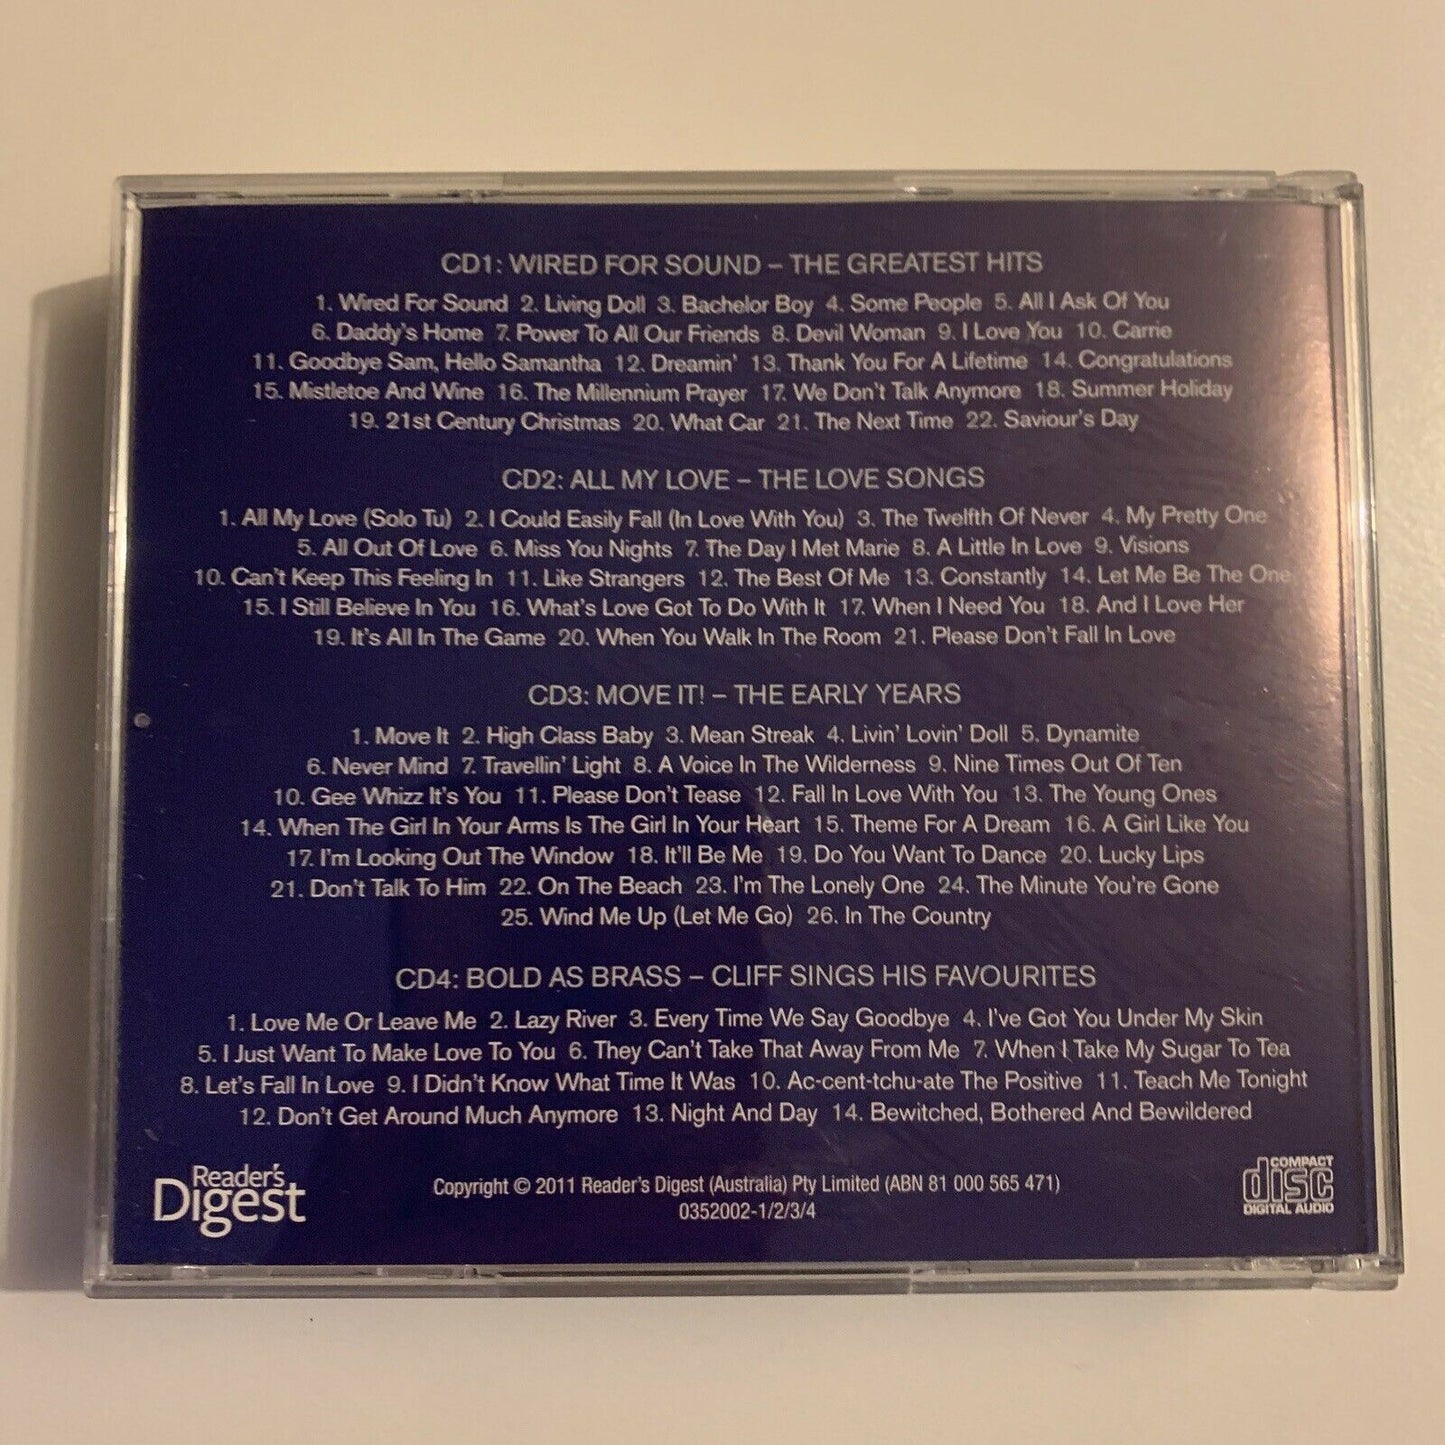 CD1: WIRED FOR SOUND – THE GREATEST HITS
1. Wired For Sound 2. Living Doll 3. Bachelor Boy 4. Some People 5. All I Ask Of You
6. Daddy's Home 7. Power To All Our Friends 8. Devil Woman 9. I Love You 10. Carrie
11. Goodbye Sam, Hello Samantha 12. Dreamin' 13. Thank You For A Lifetime 14. Congratulations
15. Mistletoe And Wine 16. The Millennium Prayer 17. We Don't Talk Anymore 18. Summer Holiday
19. 21st Century Christmas 20. What Car 21. The Next Time 22. Saviour's Day
CD2: ALL MY LOVE – THE LOVE SONGS
1. All My Love (Solo Tu) 2. I Could Easily Fall (In Love With You) 3. The Twelfth Of Never 4. My Pretty One
5. All Out Of Love 6. Miss You Nights 7. The Day I Met Marie 8. A Little In Love 9. Visions
10. Can't Keep This Feeling In 11. Like Strangers 12. The Best Of Me 13. Constantly 14. Let Me Be The One
15. I Still Believe In You 16. What's Love Got To Do With It 17. When I Need You 18. And I Love Her
19. It's All In The Game 20. When You Walk In The Room 21. Please Don't Fall In Love
CD3: MOVE IT! – THE EARLY YEARS
1. Move It 2. High Class Baby 3. Mean Streak 4. Livin' Lovin' Doll 5. Dynamite
6. Never Mind 7. Travellin' Light 8. A Voice In The Wilderness 9. Nine Times Out Of Ten
10. Gee Whizz It's You 11. Please Don't Tease 12. Fall In Love With You 13. The Young Ones
14. When The Girl In Your Arms Is The Girl In Your Heart 15. Theme For A Dream 16. A Girl Like You
17. I'm Looking Out The Window 18. It'll Be Me 19. Do You Want To Dance 20. Lucky Lips
21. Don't Talk To Him 22. On The Beach 23. I'm The Lonely One 24. The Minute You're Gone
25. Wind Me Up (Let Me Go) 26. In The Country
CD4: BOLD AS BRASS – CLIFF SINGS HIS FAVOURITES
1. Love Me Or Leave Me 2. Lazy River 3. Every Time We Say Goodbye 4. I've Got You Under My Skin
5. I Just Want To Make Love To You 6. They Can't Take That Away From Me 7. When I Take My Sugar To Tea
8. Let's Fall In Love 9. I Didn't Know What Time It Was 10. Ac-cent-tchu-ate The Positive 11. Teach Me Tonight
12. Don't Get Around Much Anymore 13. Night And Day 14. Bewitched, Bothered And Bewildered
Reader's
Digest
Copyright © 2011 Reader's Digest (Australia) Pty Limited (ABN 81 000 565 471)
0352002-1/2/3/4
COMPACT
disc
DIGITAL AUDIO